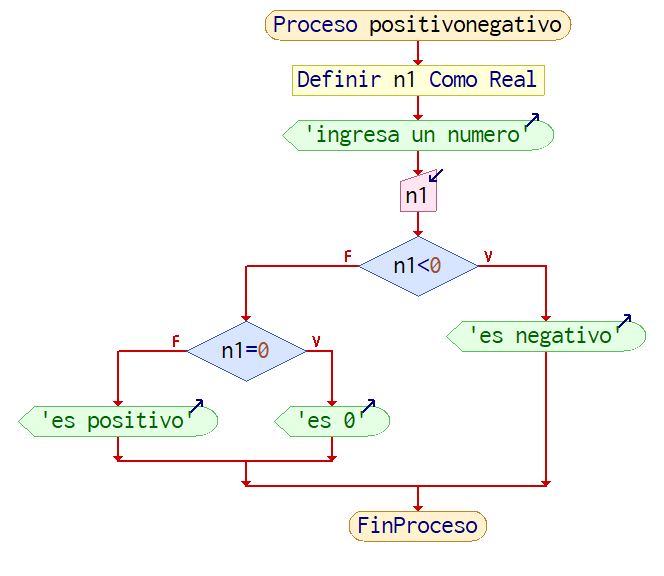 Proceso positivonegativo
Definir n1 Como Real
'ingresa un numero'
n1
n1<0
F
V
n1=0
F
V
'es negativo'
'es positivo'
'es 0'
FinProceso